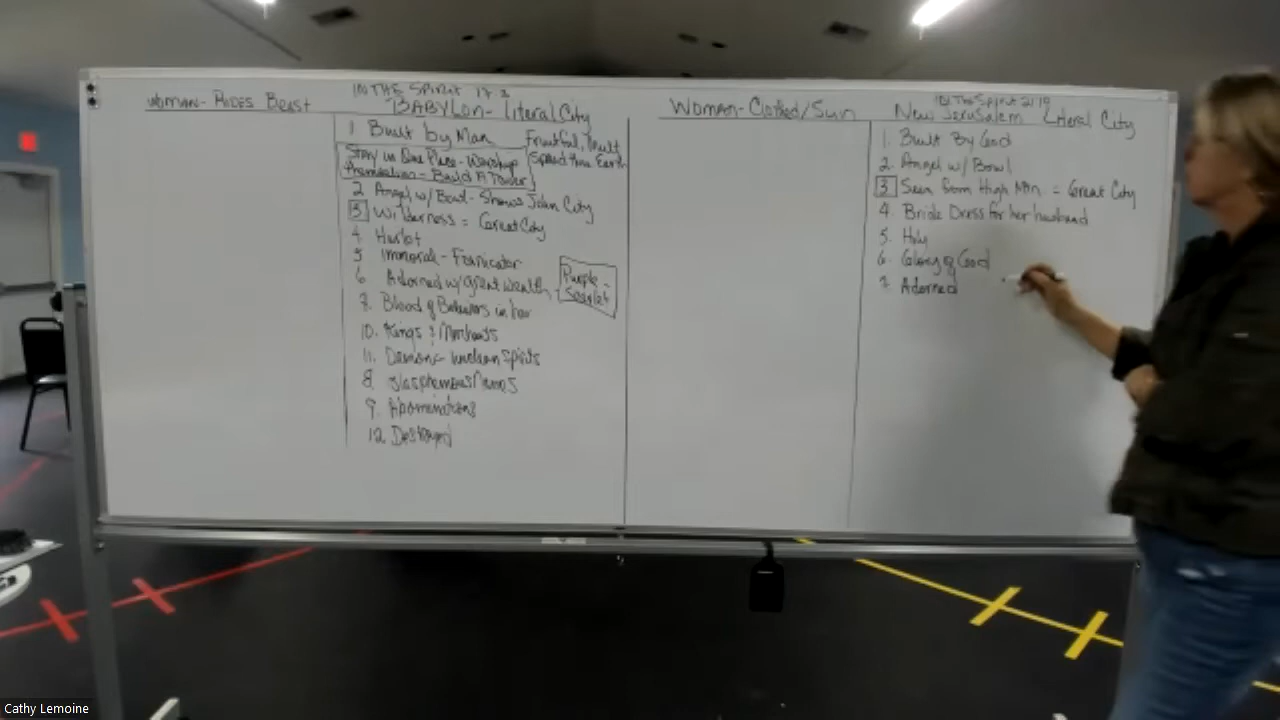 Woman - Rides Beast
IN THE Spirit 17:3
BABYLON - Literal City
1 Built by Man
Fruitful, Mult
Spread thru Earth
Stay in One Place - Worship
Themselves - Build A Tower
2 Angel w/ Bowl - Shows John City
3 Wilderness = Great City
4 Harlot
5 Immoral - Fornicator
6 Adorned w/ great wealth
Purple -
Scarlet
7. Blood of Believers in her
10. Kings & Merchants
11. Demons - unclean spirits
8. Blasphemous Names
9. Abominations
12 Destroyed
Woman - Clothed/Sun
IN The Spirit 21:10
New Jerusalem Literal City
1. Built By God
2. Angel w/ Bowl
3 Seen from High Mtn = Great City
4 Bride Dress for her husband
5. Holy
6. Glory of God
7 Adorned
Cathy Lemoine